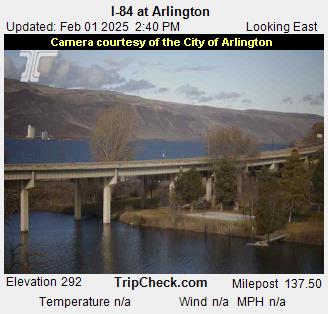 I-84 at Arlington
Updated: Feb 01 2025 2:40 PM Looking East
Camera courtesy of the City of Arlington
Elevation 292 TripCheck.com Milepost 137.50
Temperature n/a Wind n/a MPH n/a